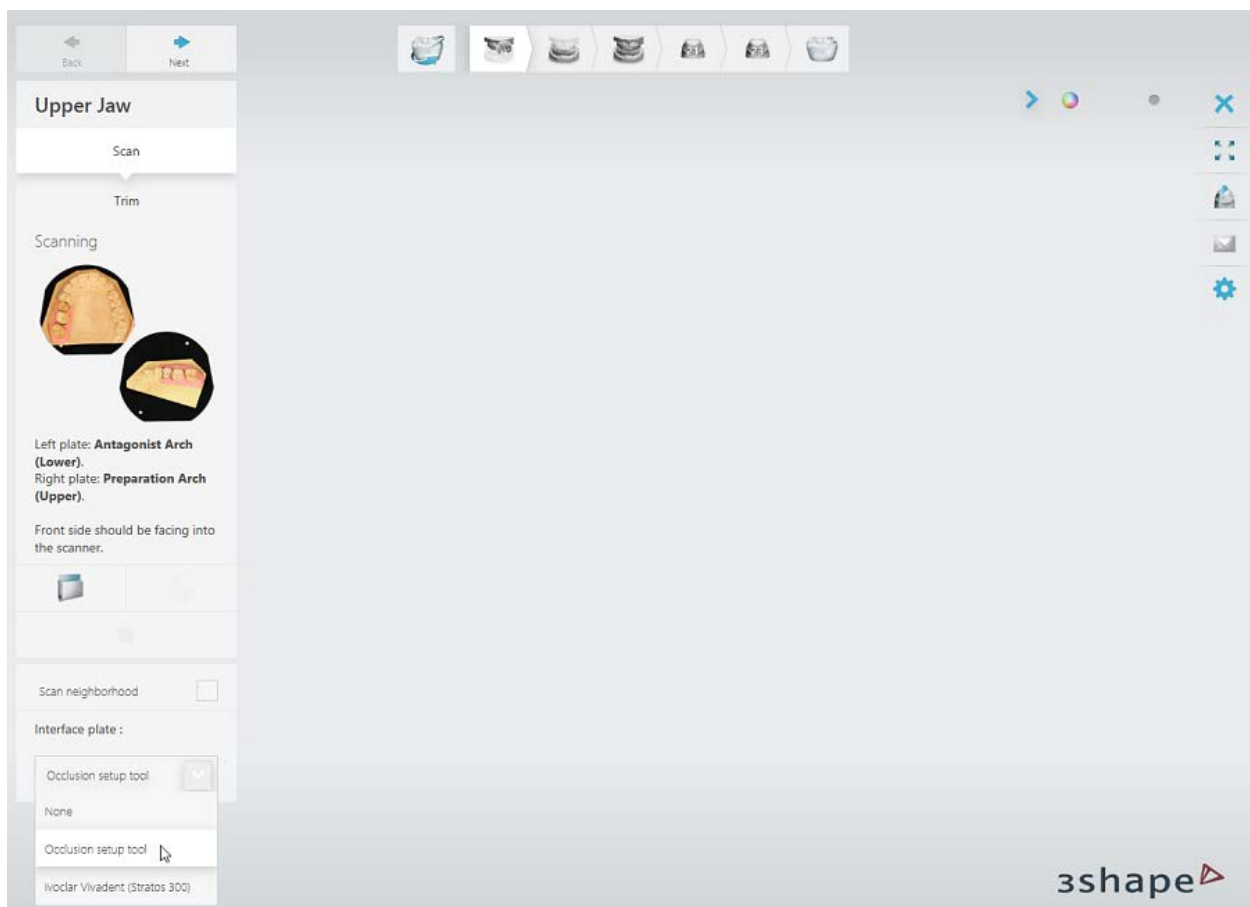 Back
Next
Upper Jaw
Scan
Trim
Scanning
Left plate: Antagonist Arch
(Lower).
Right plate: Preparation Arch
(Upper).
Front side should be facing into
the scanner.
Scan neighborhood
Interface plate :
Occlusion setup tool
None
Occlusion setup tool
Ivoclar Vivadent (Stratos 300)
3shape